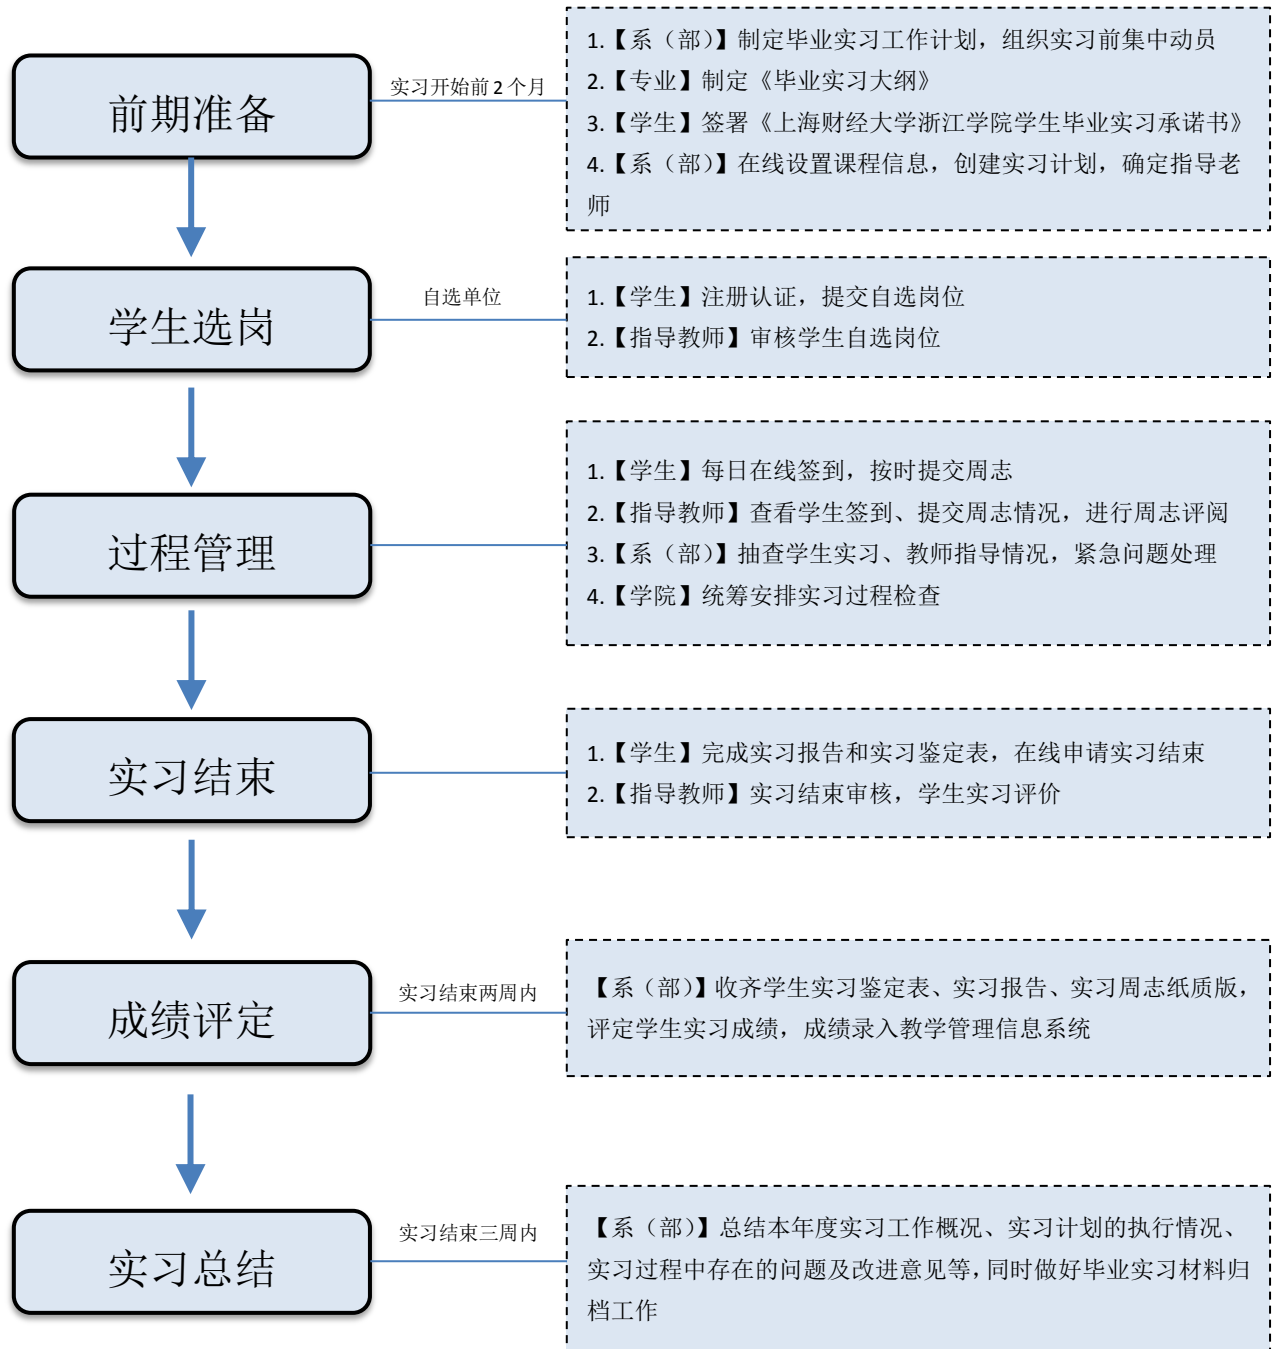 前期准备
实习开始前 2 个月
1.【系（部）】制定毕业实习工作计划，组织实习前集中动员
2.【专业】制定《毕业实习大纲》
3.【学生】签署《上海财经大学浙江学院学生毕业实习承诺书》
4.【系（部）】在线设置课程信息，创建实习计划，确定指导老
师
学生选岗
自选单位
1.【学生】注册认证，提交自选岗位
2.【指导教师】审核学生自选岗位
过程管理
1.【学生】每日在线签到，按时提交周志
2.【指导教师】查看学生签到、提交周志情况，进行周志评阅
3.【系（部）】抽查学生实习、教师指导情况，紧急问题处理
4.【学院】统筹安排实习过程检查
实习结束
1.【学生】完成实习报告和实习鉴定表，在线申请实习结束
2.【指导教师】实习结束审核，学生实习评价
成绩评定
实习结束两周内
【系（部）】收齐学生实习鉴定表、实习报告、实习周志纸质版，
评定学生实习成绩，成绩录入教学管理信息系统
实习总结
实习结束三周内
【系（部）】总结本年度实习工作概况、实习计划的执行情况、
实习过程中存在的问题及改进意见等，同时做好毕业实习材料归
档工作